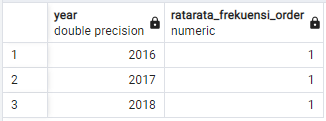 year ratarata_frekuensi_order
double precision numeric
1 2016 1
2 2017 1
3 2018 1